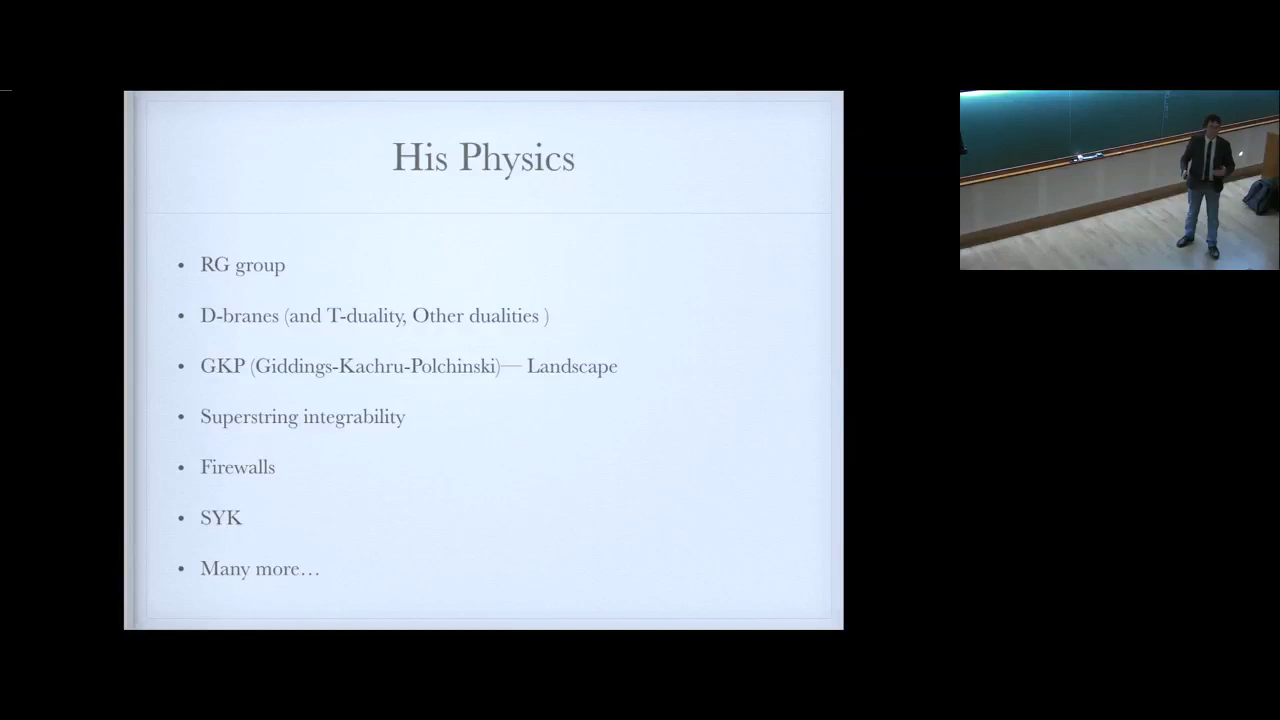 His Physics
• RG group
• D-branes (and T-duality, Other dualities )
• GKP (Giddings-Kachru-Polchinski)— Landscape
• Superstring integrability
• Firewalls
• SYK
• Many more…